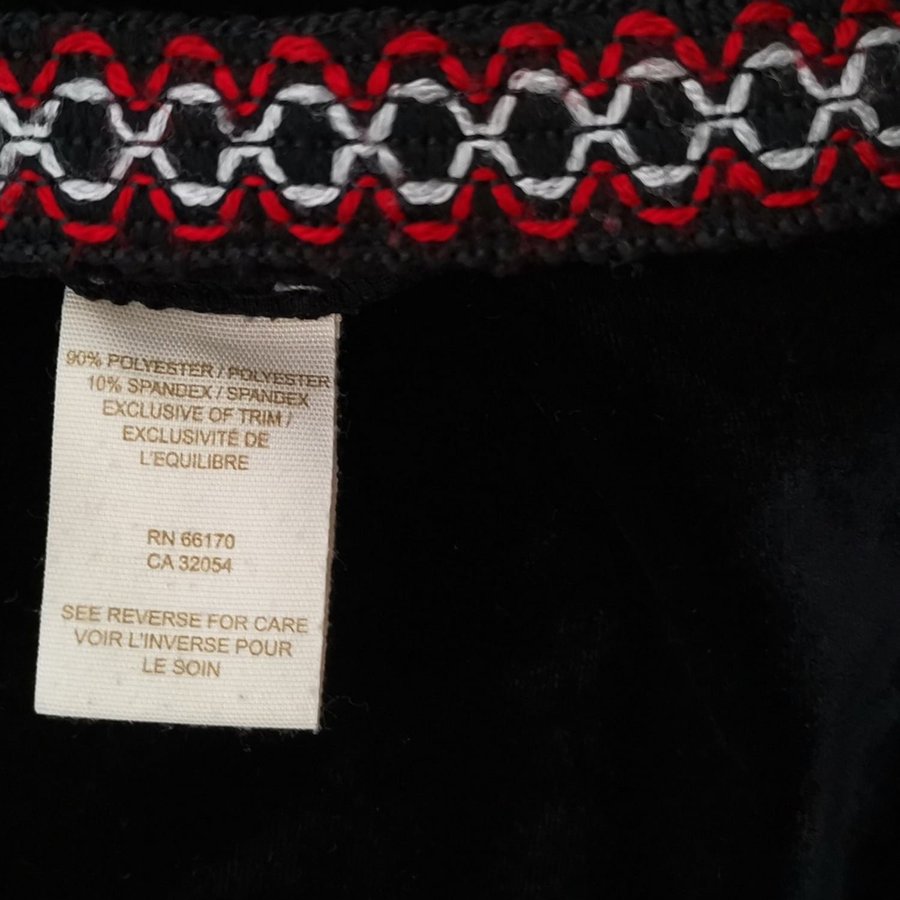 90% POLYESTER / POLYESTER
10% SPANDEX / SPANDEX
EXCLUSIVE OF TRIM /
EXCLUSIVITÉ DE
L'EQUILIBRE
RN 66170
CA 32054
SEE REVERSE FOR CARE
VOIR L'INVERSE POUR
LE SOIN